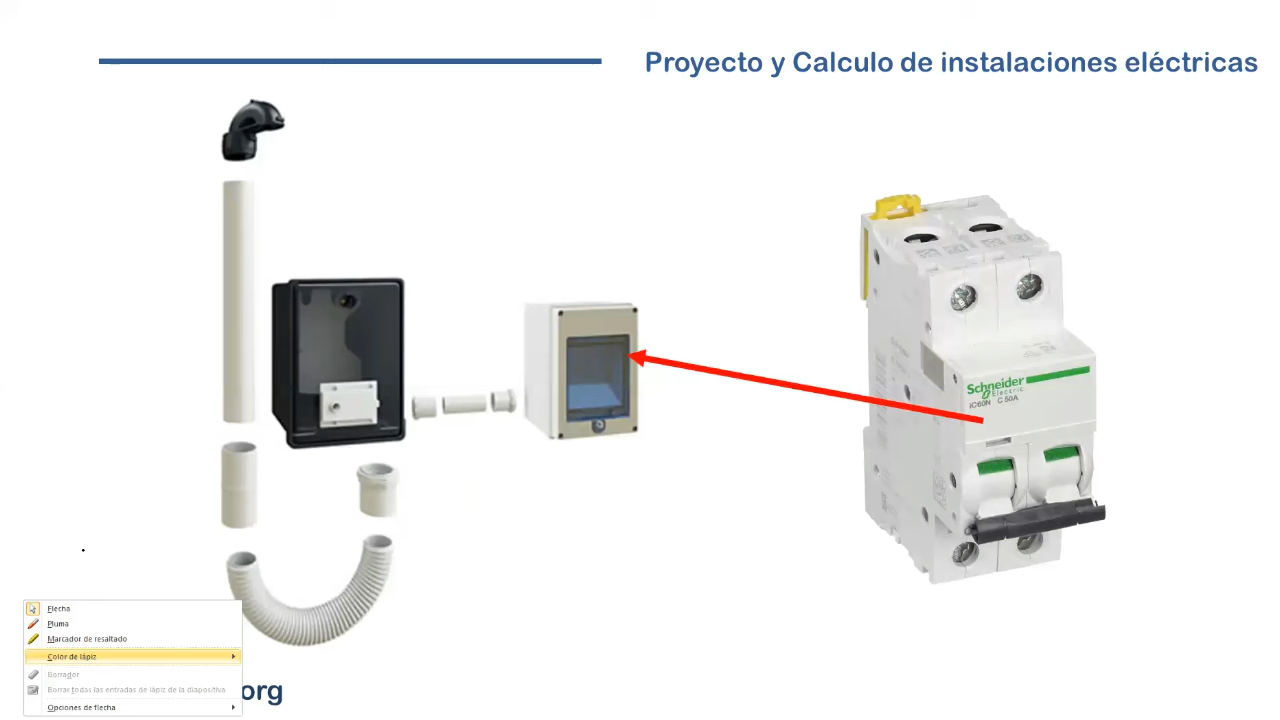 Proyecto y Calculo de instalaciones eléctricas
Schneider
Electric
iC60N C 50A
Flecha
Pluma
Marcador de resaltado
Color de lápiz
Borrador
Borrar todas las entradas de lápiz de la diapositiva
Opciones de flecha
org